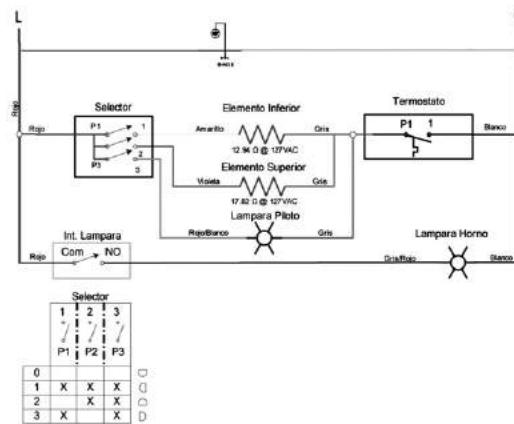 L
Rojo
Selector
Rojo
P1
1
2
P3
3
Elemento Inferior
Amarillo
Gris
12.94 Ω @ 127VAC
Elemento Superior
Violeta
Gris
17.82 Ω @ 127VAC
Lampara Piloto
Rojo/Blanco
Gris
Termostato
P1
1
Blanco
Int. Lampara
Rojo
Com
NO
Lampara Horno
Gris/Rojo
Blanco
Selector
1 2 3
P1 P2 P3
0
1 X X X
2 X X
3 X X